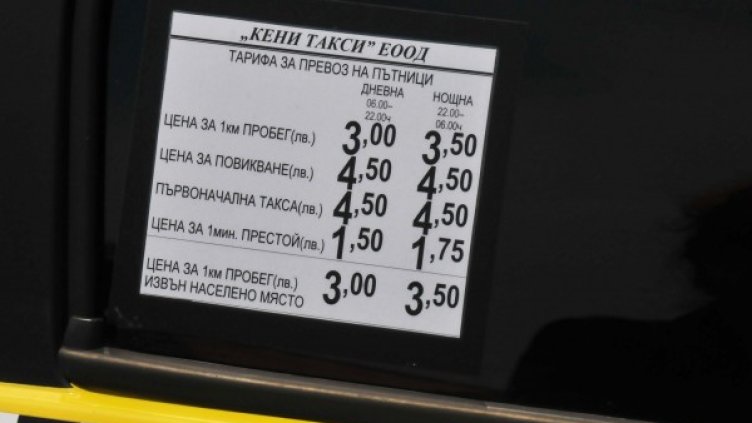 „КЕНИ ТАКСИ” ЕООД
ТАРИФА ЗА ПРЕВОЗ НА ПЪТНИЦИ
ДНЕВНА НОЩНА
06.00– 22.00–
22.00ч 06.00ч.
ЦЕНА ЗА 1км ПРОБЕГ(лв.) 3,00 3,50
ЦЕНА ЗА ПОВИКВАНЕ(лв.) 4,50 4,50
ПЪРВОНАЧАЛНА ТАКСА(лв.) 4,50 4,50
ЦЕНА ЗА 1мин. ПРЕСТОЙ(лв.) 1,50 1,75
ЦЕНА ЗА 1км ПРОБЕГ(лв.) 3,00 3,50
ИЗВЪН НАСЕЛЕНО МЯСТО